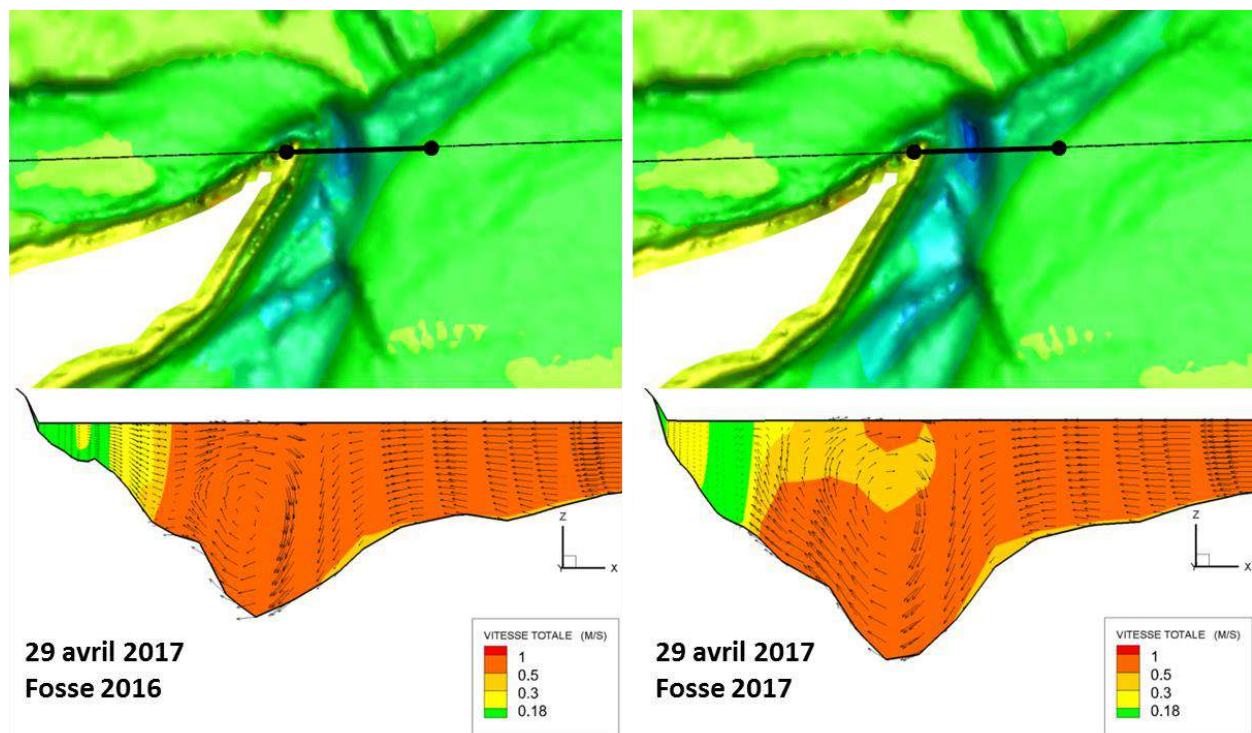 Z
Y
X
29 avril 2017
Fosse 2016
VITESSE TOTALE (M/S)
1
0.5
0.3
0.18
Z
Y
X
29 avril 2017
Fosse 2017
VITESSE TOTALE (M/S)
1
0.5
0.3
0.18